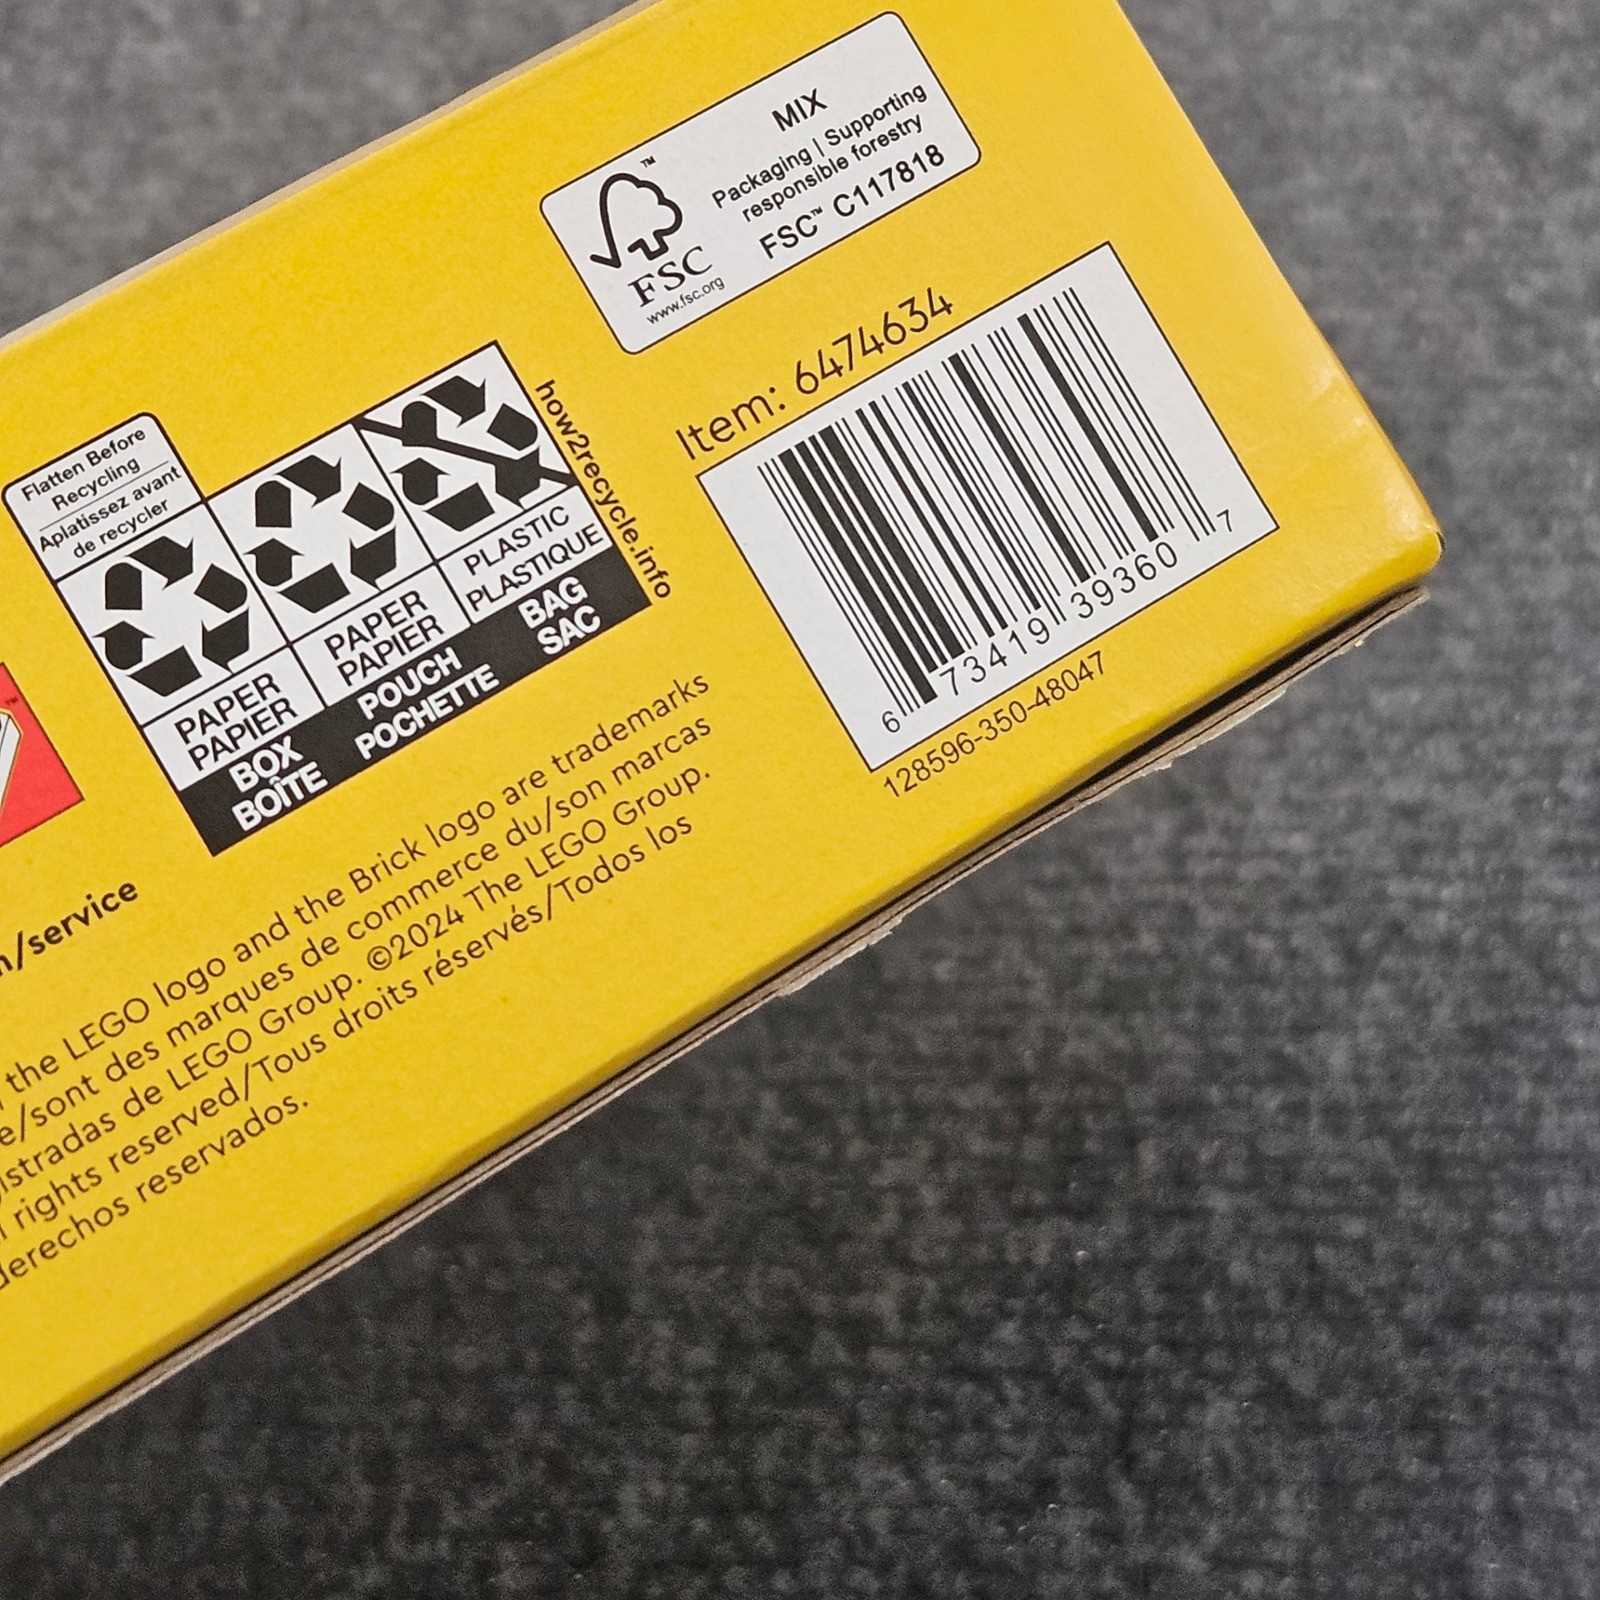 MIX
Packaging | Supporting
responsible forestry
FSC™ C117818
™
FSC
www.fsc.org
Item: 6474634
6 73419 39360 7
128596-350-48047
Flatten Before
Recycling
Aplatissez avant
de recycler
PAPER
PAPIER
BOX
BOÎTE
PAPER
PAPIER
POUCH
POCHETTE
PLASTIC
PLASTIQUE
BAG
SAC
how2recycle.info
™
/service
the LEGO logo and the Brick logo are trademarks
/sont des marques de commerce du/son marcas
de LEGO Group. ©2024 The LEGO Group.
rights reserved/Tous droits réservés/Todos los
derechos reservados.